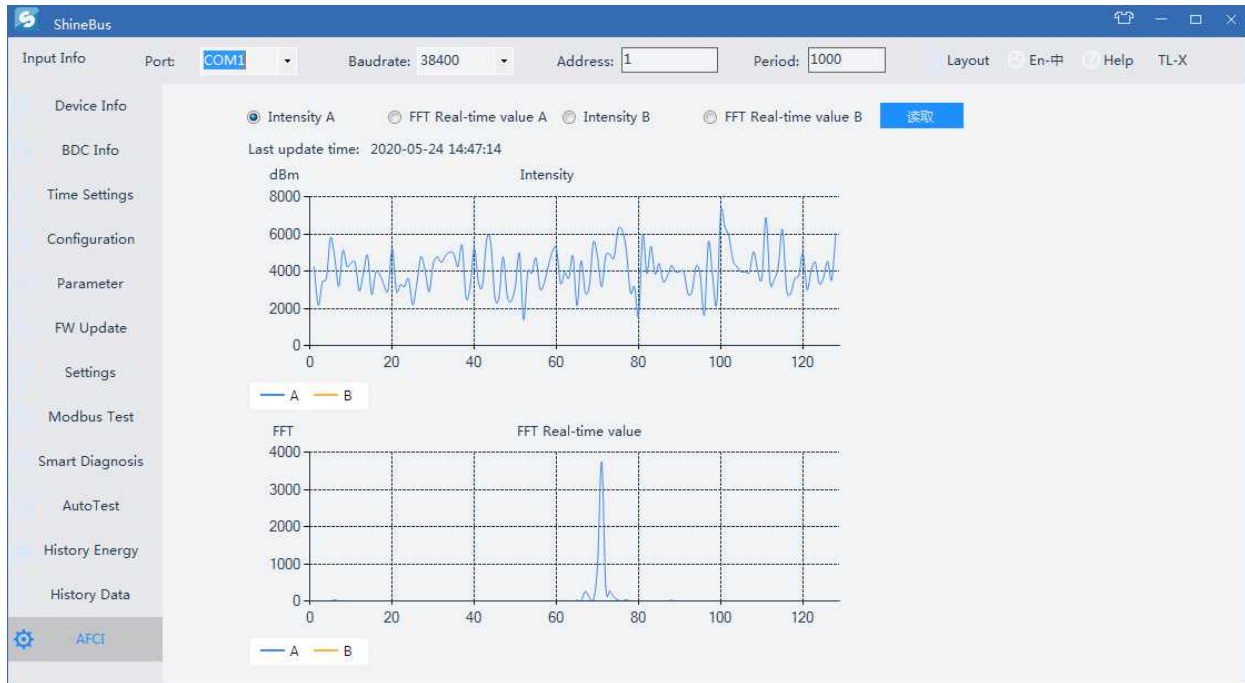 ShineBus
Input Info Port: COM1 Baudrate: 38400 Address: 1 Period: 1000 Layout En-中 Help TL-X
Device Info
BDC Info
Time Settings
Configuration
Parameter
FW Update
Settings
Modbus Test
Smart Diagnosis
AutoTest
History Energy
History Data
AFCI
Intensity A FFT Real-time value A Intensity B FFT Real-time value B 读取
Last update time: 2020-05-24 14:47:14
dBm Intensity
8000
6000
4000
2000
0
0 20 40 60 80 100 120
A B
FFT FFT Real-time value
4000
3000
2000
1000
0
0 20 40 60 80 100 120
A B